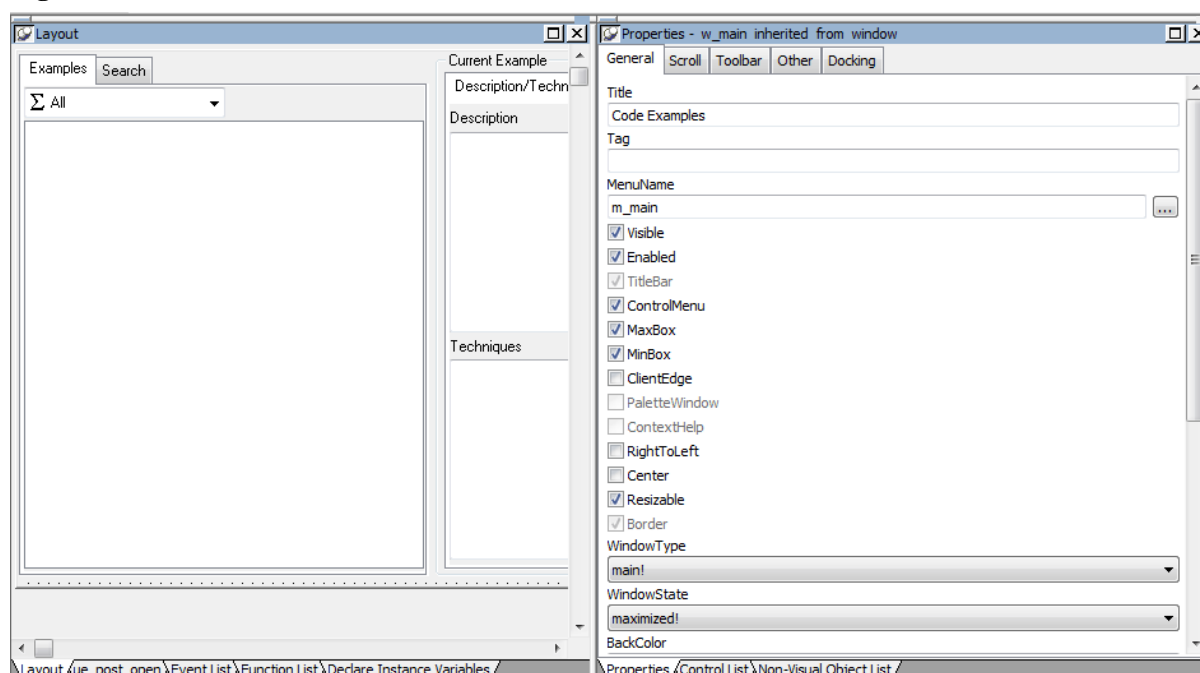 Layout
Examples
Search
Σ All
Current Example
Description/Techn
Description
Techniques
Layout
ue_post_open
Event List
Function List
Declare Instance Variables
Properties - w_main inherited from window
General
Scroll
Toolbar
Other
Docking
Title
Code Examples
Tag
MenuName
m_main
...
Visible
Enabled
TitleBar
ControlMenu
MaxBox
MinBox
ClientEdge
PaletteWindow
ContextHelp
RightToLeft
Center
Resizable
Border
WindowType
main!
WindowState
maximized!
BackColor
Properties
Control List
Non-Visual Object List